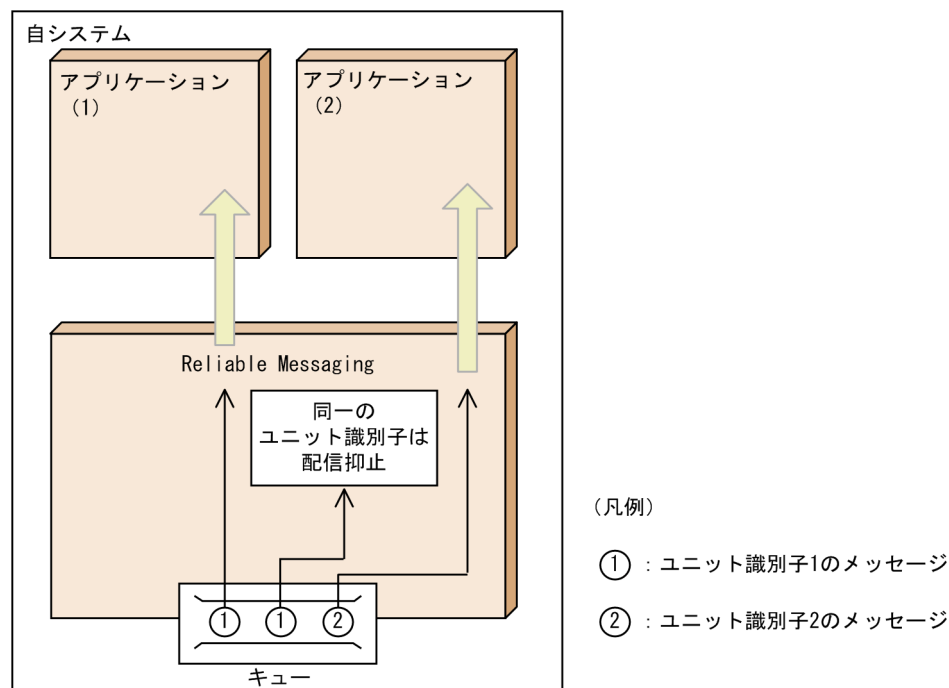 自システム
アプリケーション
(1)
アプリケーション
(2)
Reliable Messaging
同一の
ユニット識別子は
配信抑止
1 1 2
キュー
(凡例)
1 : ユニット識別子1のメッセージ
2 : ユニット識別子2のメッセージ